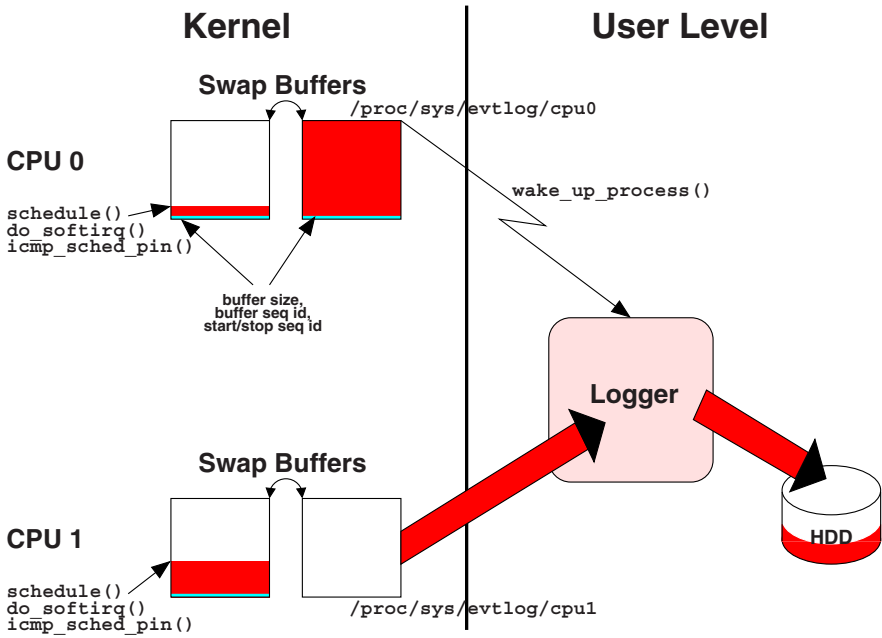 Kernel
User Level
Swap Buffers
/proc/sys/evtlog/cpu0
CPU 0
wake_up_process()
schedule()
do_softirq()
icmp_sched_pin()
buffer size,
buffer seq id,
start/stop seq id
Logger
Swap Buffers
CPU 1
HDD
schedule()
do_softirq()
icmp_sched_pin()
/proc/sys/evtlog/cpu1